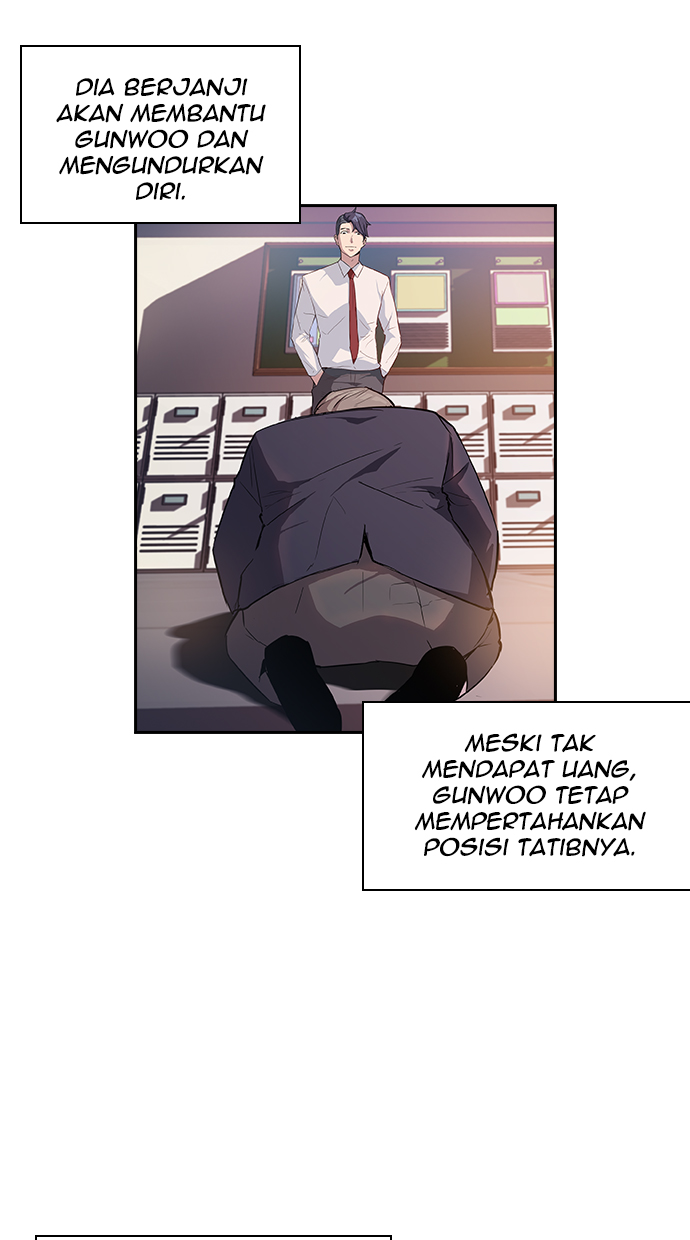 DIA BERJANJI
AKAN MEMBANTU
GUNWOO DAN
MENGUNDURKAN
DIRI.
MESKI TAK
MENDAPAT UANG,
GUNWOO TETAP
MEMPERTAHANKAN
POSISI TATIBNYA.